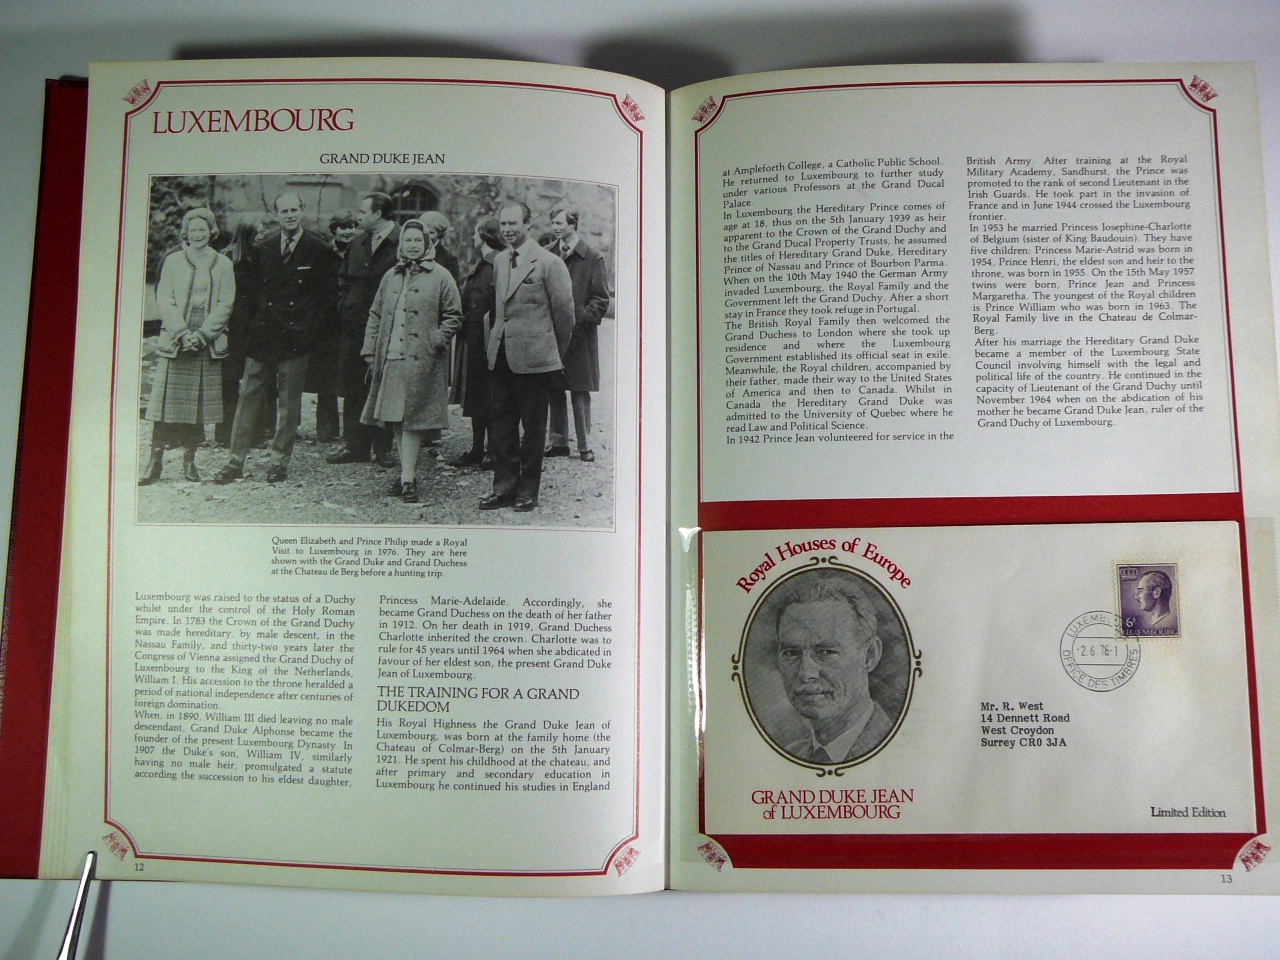 LUXEMBOURG
GRAND DUKE JEAN
Queen Elizabeth and Prince Philip made a Royal
Visit to Luxembourg in 1976. They are here
shown with the Grand Duke and Grand Duchess
at the Chateau de Berg before a hunting trip.
Luxembourg was raised to the status of a Duchy
whilst under the control of the Holy Roman
Empire. In 1783 the Crown of the Grand Duchy
was made hereditary, by male descent, in the
Nassau Family, and thirty-two years later the
Congress of Vienna assigned the Grand Duchy of
Luxembourg to the King of the Netherlands,
William I. His accession to the throne heralded a
period of national independence after centuries of
foreign domination.
When, in 1890, William III died leaving no male
descendant, Grand Duke Alphonse became the
founder of the present Luxembourg Dynasty. In
1907 the Duke's son, William IV, similarly
having no male heir, promulgated a statute
according the succession to his eldest daughter,
Princess Marie-Adelaide. Accordingly, she
became Grand Duchess on the death of her father
in 1912. On her death in 1919, Grand Duchess
Charlotte inherited the crown. Charlotte was to
rule for 45 years until 1964 when she abdicated in
favour of her eldest son, the present Grand Duke
Jean of Luxembourg.
THE TRAINING FOR A GRAND
DUKEDOM
His Royal Highness the Grand Duke Jean of
Luxembourg, was born at the family home (the
Chateau of Colmar-Berg) on the 5th January
1921. He spent his childhood at the chateau, and
after primary and secondary education in
Luxembourg he continued his studies in England
12
at Ampleforth College, a Catholic Public School.
He returned to Luxembourg to further study
under various Professors at the Grand Ducal
Palace.
In Luxembourg the Hereditary Prince comes of
age at 18, thus on the 5th January 1939 as heir
apparent to the Crown of the Grand Duchy and
to the Grand Ducal Property Trusts, he assumed
the titles of Hereditary Grand Duke, Hereditary
Prince of Nassau and Prince of Bourbon Parma.
When on the 10th May 1940 the German Army
invaded Luxembourg, the Royal Family and the
Government left the Grand Duchy. After a short
stay in France they took refuge in Portugal.
The British Royal Family then welcomed the
Grand Duchess to London where she took up
residence and where the Luxembourg
Government established its official seat in exile.
Meanwhile, the Royal children, accompanied by
their father, made their way to the United States
of America and then to Canada. Whilst in
Canada the Hereditary Grand Duke was
admitted to the University of Quebec where he
read Law and Political Science.
In 1942 Prince Jean volunteered for service in the
British Army. After training at the Royal
Military Academy, Sandhurst, the Prince was
promoted to the rank of second Lieutenant in the
Irish Guards. He took part in the invasion of
France and in June 1944 crossed the Luxembourg
frontier.
In 1953 he married Princess Josephine-Charlotte
of Belgium (sister of King Baudouin). They have
five children: Princess Marie-Astrid was born in
1954, Prince Henri, the eldest son and heir to the
throne, was born in 1955. On the 15th May 1957
twins were born, Prince Jean and Princess
Margaretha. The youngest of the Royal children
is Prince William who was born in 1963. The
Royal Family live in the Chateau de Colmar-
Berg.
After his marriage the Hereditary Grand Duke
became a member of the Luxembourg State
Council involving himself with the legal and
political life of the country. He continued in the
capacity of Lieutenant of the Grand Duchy until
November 1964 when on the abdication of his
mother he became Grand Duke Jean, ruler of the
Grand Duchy of Luxembourg.
Royal Houses of Europe
6F
LUXEMBOURG
LUXEMBO
-2.6.76-1
OFFICE DES TIMBRES
Mr. R. West
14 Dennett Road
West Croydon
Surrey CR0 3JA
GRAND DUKE JEAN
of LUXEMBOURG
Limited Edition
13